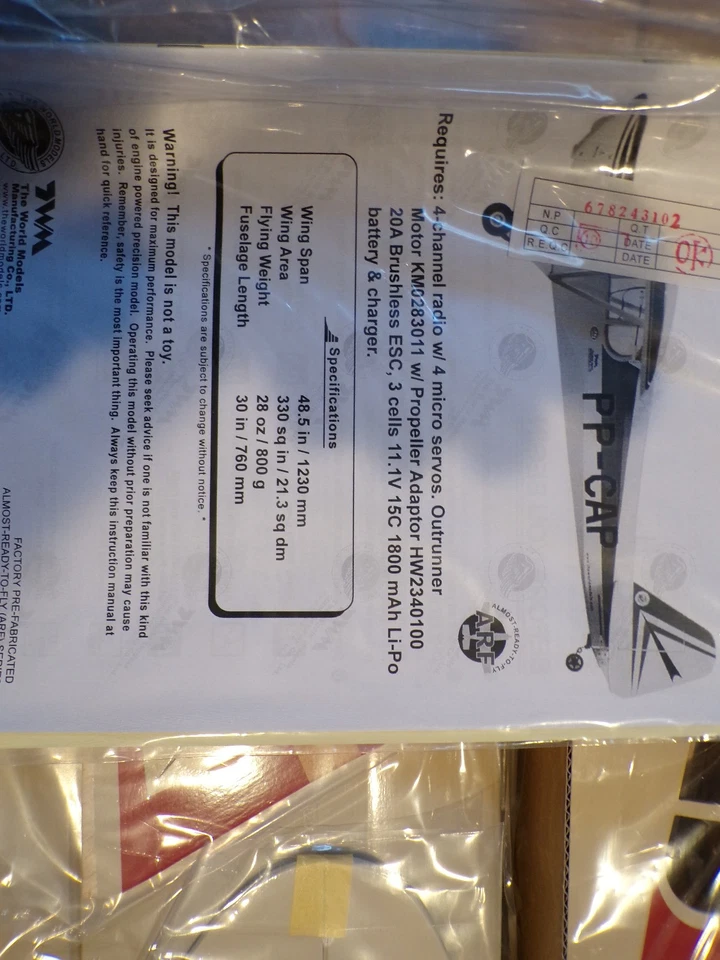 678243102
N P
Q.T
Q.C
DATE
R.E.Q.C
DATE
OK
PP-CAP
ALMOST-READY-TO-FLY
ARF
Requires: 4-channel radio w/ 4 micro servos. Outrunner
Motor KM0283011 w/ Propeller Adaptor HW2340100
20A Brushless ESC, 3 cells 11.1V 15C 1800 mAh Li-Po
battery & charger.
Specifications
Wing Span 48.5 in / 1230 mm
Wing Area 330 sq in / 21.3 sq dm
Flying Weight 28 oz / 800 g
Fuselage Length 30 in / 760 mm
* Specifications are subject to change without notice. *
Warning! This model is not a toy.
It is designed for maximum performance. Please seek advice if one is not familiar with this kind
of engine powered precision model. Operating this model without prior preparation may cause
injuries. Remember, safety is the most important thing. Always keep this instruction manual at
hand for quick reference.
TWM
The World Models
Manufacturing Co., LTD.
FACTORY PRE-FABRICATED
ALMOST-READY-TO-FLY (ARF)